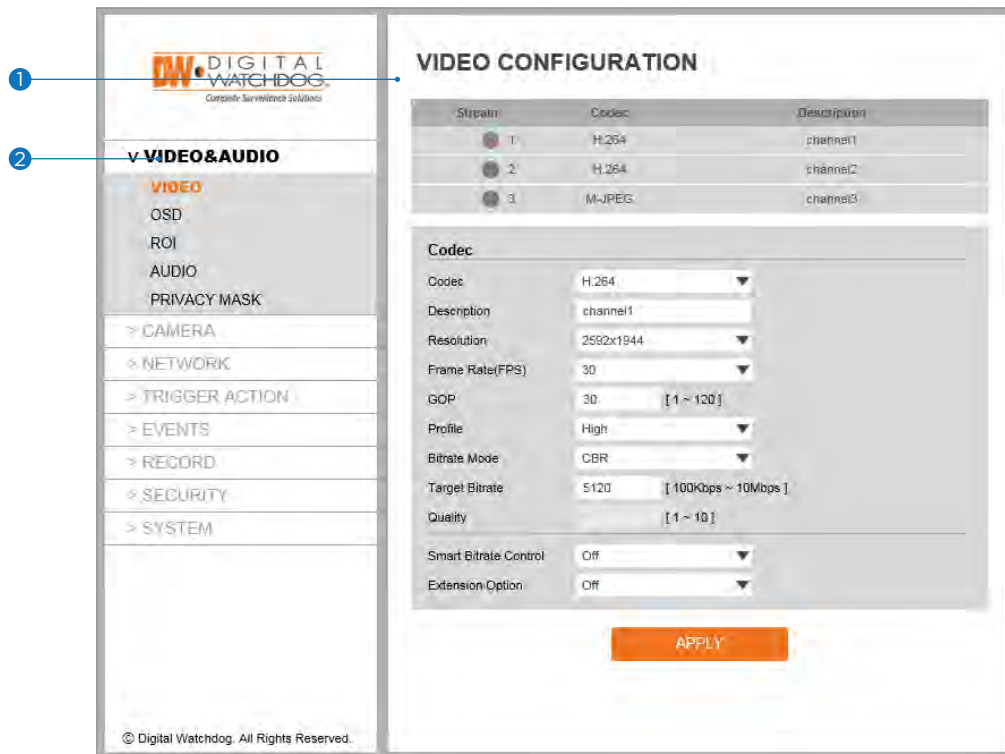 1
2
DW DIGITAL
WATCHDOG
Complete Surveillance Solutions
v VIDEO&AUDIO
VIDEO
OSD
ROI
AUDIO
PRIVACY MASK
> CAMERA
> NETWORK
> TRIGGER ACTION
> EVENTS
> RECORD
> SECURITY
> SYSTEM
© Digital Watchdog. All Rights Reserved.
VIDEO CONFIGURATION
Stream Codec Description
1 H.264 channel1
2 H.264 channel2
3 M-JPEG channel3
Codec
Codec H.264
Description channel1
Resolution 2592x1944
Frame Rate(FPS) 30
GOP 30 [ 1 ~ 120 ]
Profile High
Bitrate Mode CBR
Target Bitrate 5120 [ 100Kbps ~ 10Mbps ]
Quality [ 1 ~ 10 ]
Smart Bitrate Control Off
Extension Option Off
APPLY